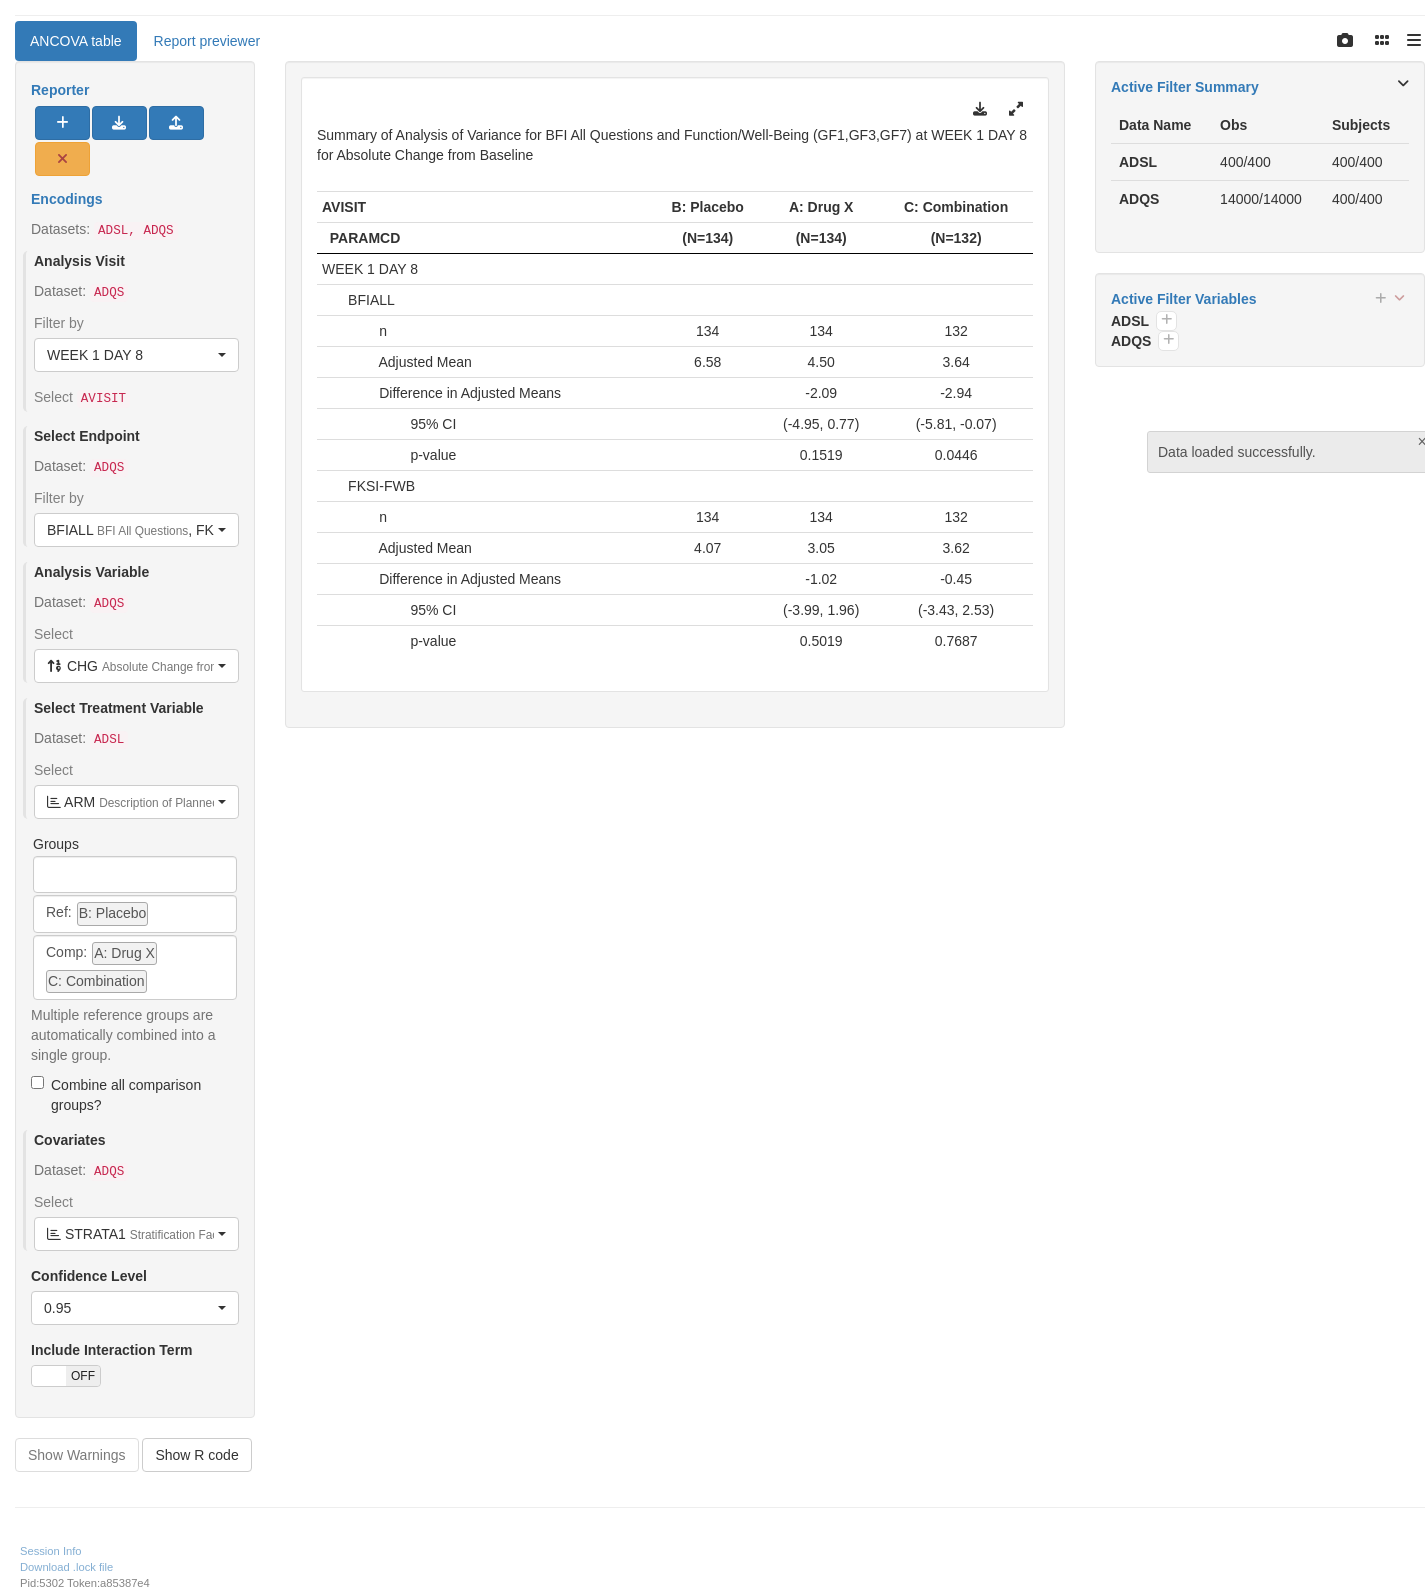 ANCOVA table
Report previewer
Reporter
Encodings
Datasets: ADSL, ADQS
Analysis Visit
Dataset: ADQS
Filter by
WEEK 1 DAY 8
Select AVISIT
Select Endpoint
Dataset: ADQS
Filter by
BFIALL BFI All Questions, FK
Analysis Variable
Dataset: ADQS
Select
CHG Absolute Change from
Select Treatment Variable
Dataset: ADSL
Select
ARM Description of Planned
Groups
Ref: B: Placebo
Comp: A: Drug X
C: Combination
Multiple reference groups are
automatically combined into a
single group.
Combine all comparison
groups?
Covariates
Dataset: ADQS
Select
STRATA1 Stratification Fac
Confidence Level
0.95
Include Interaction Term
OFF
Show Warnings
Show R code
Summary of Analysis of Variance for BFI All Questions and Function/Well-Being (GF1,GF3,GF7) at WEEK 1 DAY 8
for Absolute Change from Baseline
AVISIT B: Placebo A: Drug X C: Combination
PARAMCD (N=134) (N=134) (N=132)
WEEK 1 DAY 8
BFIALL
n 134 134 132
Adjusted Mean 6.58 4.50 3.64
Difference in Adjusted Means -2.09 -2.94
95% CI (-4.95, 0.77) (-5.81, -0.07)
p-value 0.1519 0.0446
FKSI-FWB
n 134 134 132
Adjusted Mean 4.07 3.05 3.62
Difference in Adjusted Means -1.02 -0.45
95% CI (-3.99, 1.96) (-3.43, 2.53)
p-value 0.5019 0.7687
Active Filter Summary
Data Name Obs Subjects
ADSL 400/400 400/400
ADQS 14000/14000 400/400
Active Filter Variables
ADSL
ADQS
Data loaded successfully.
Session Info
Download .lock file
Pid:5302 Token:a85387e4